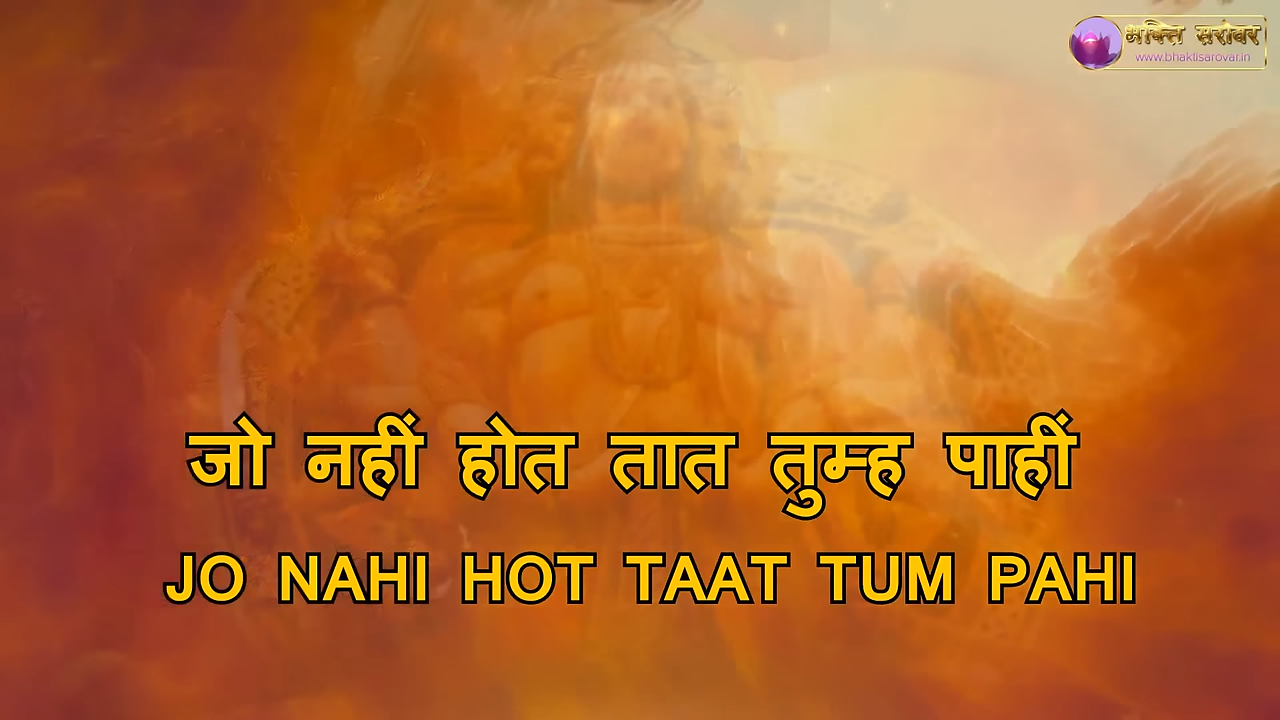 भक्ति सरोवर
www.bhaktisarovar.in
जो नहीं होत तात तुम्ह पाहीं
JO NAHI HOT TAAT TUM PAHI